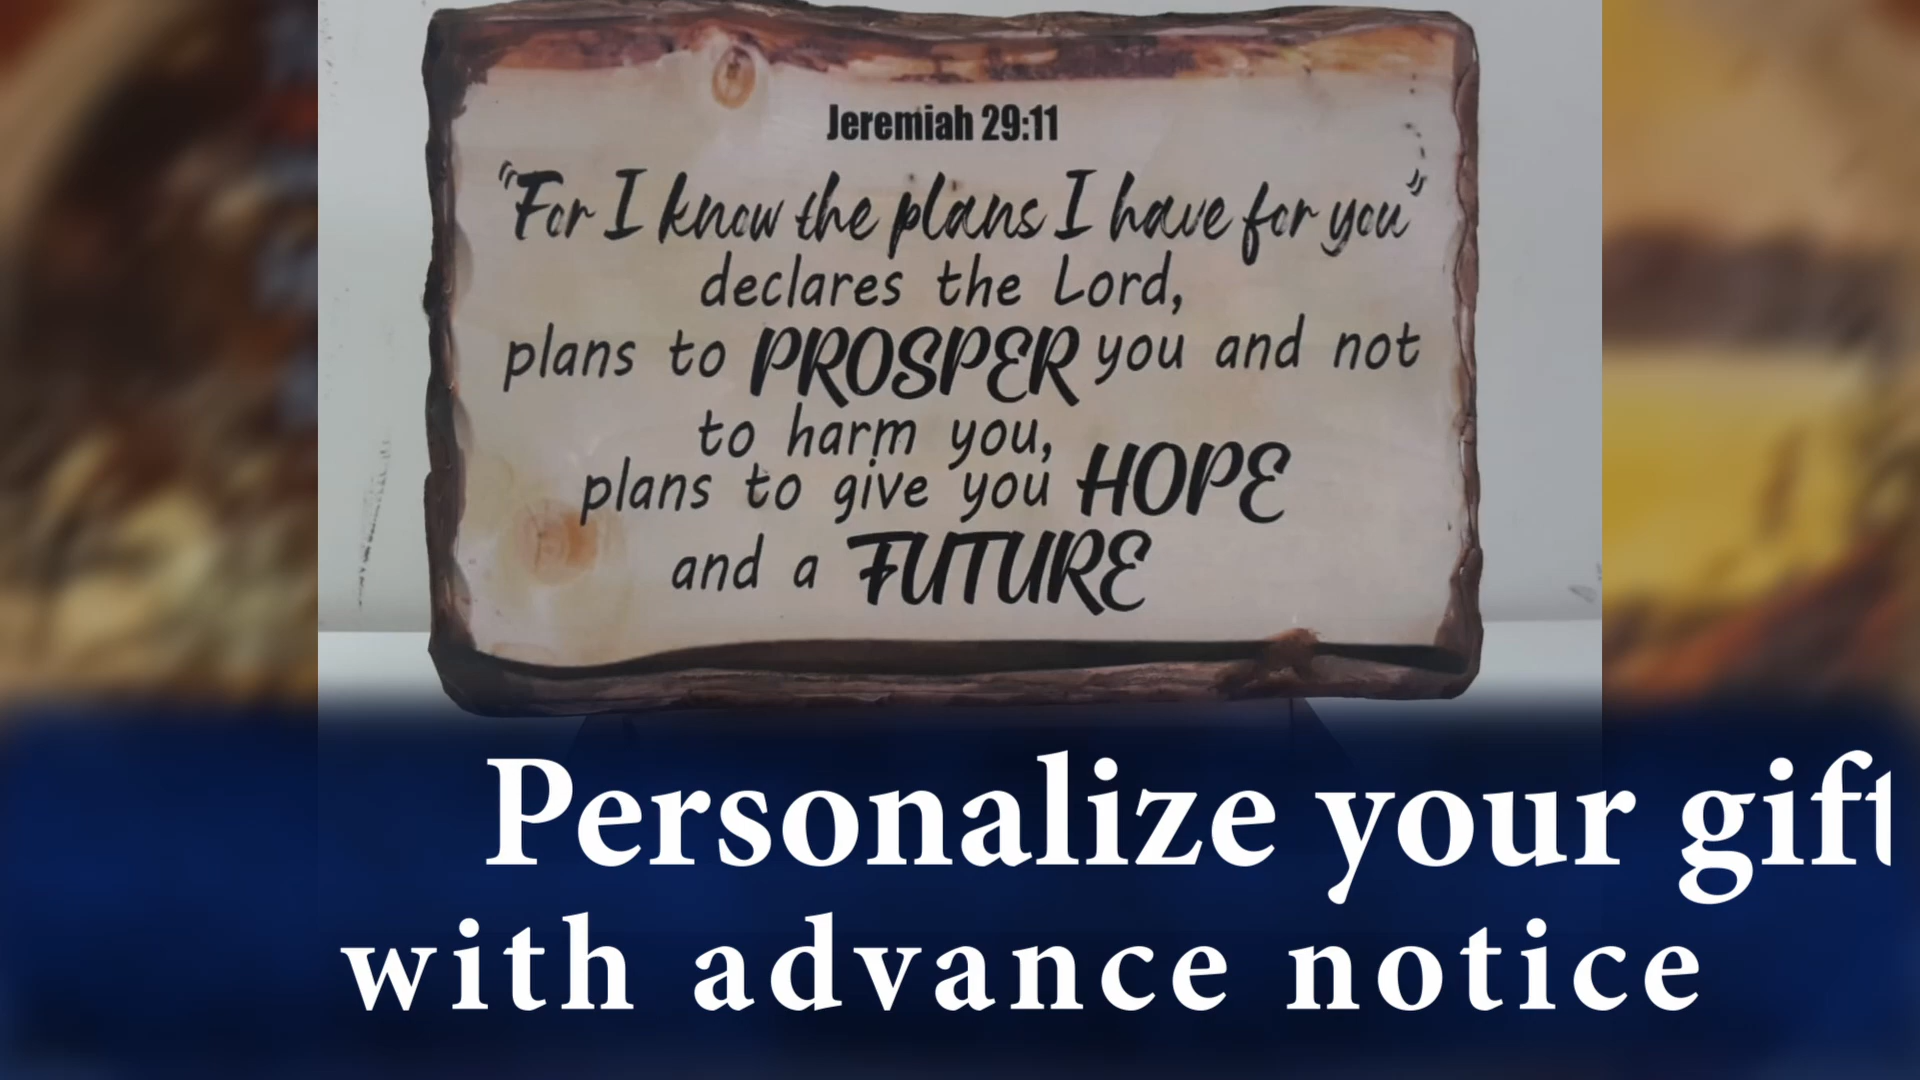 Jeremiah 29:11
"For I know the plans I have for you"
declares the Lord,
plans to PROSPER you and not
to harm you,
plans to give you HOPE
and a FUTURE
Personalize your gift
with advance notice